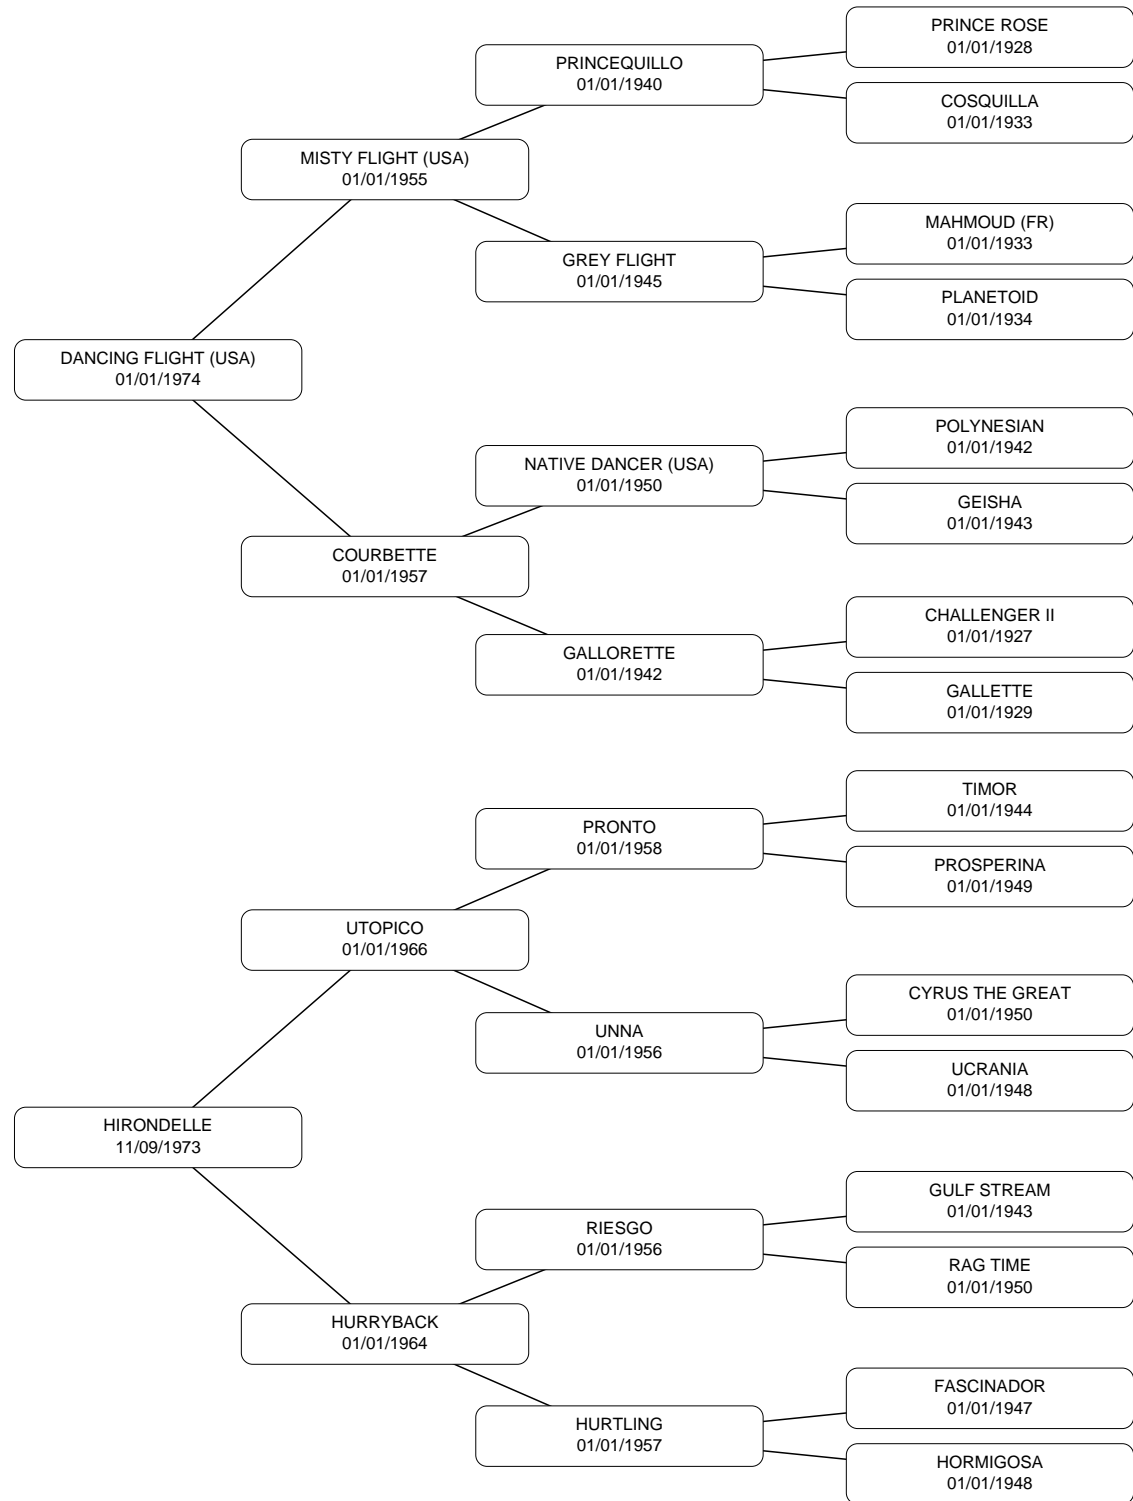 PRINCE ROSE
01/01/1928
PRINCEQUILLO
01/01/1940
COSQUILLA
01/01/1933
MISTY FLIGHT (USA)
01/01/1955
MAHMOUD (FR)
01/01/1933
GREY FLIGHT
01/01/1945
PLANETOID
01/01/1934
DANCING FLIGHT (USA)
01/01/1974
POLYNESIAN
01/01/1942
NATIVE DANCER (USA)
01/01/1950
GEISHA
01/01/1943
COURBETTE
01/01/1957
CHALLENGER II
01/01/1927
GALLORETTE
01/01/1942
GALLETTE
01/01/1929
TIMOR
01/01/1944
PRONTO
01/01/1958
PROSPERINA
01/01/1949
UTOPICO
01/01/1966
CYRUS THE GREAT
01/01/1950
UNNA
01/01/1956
UCRANIA
01/01/1948
HIRONDELLE
11/09/1973
GULF STREAM
01/01/1943
RIESGO
01/01/1956
RAG TIME
01/01/1950
HURRYBACK
01/01/1964
FASCINADOR
01/01/1947
HURTLING
01/01/1957
HORMIGOSA
01/01/1948